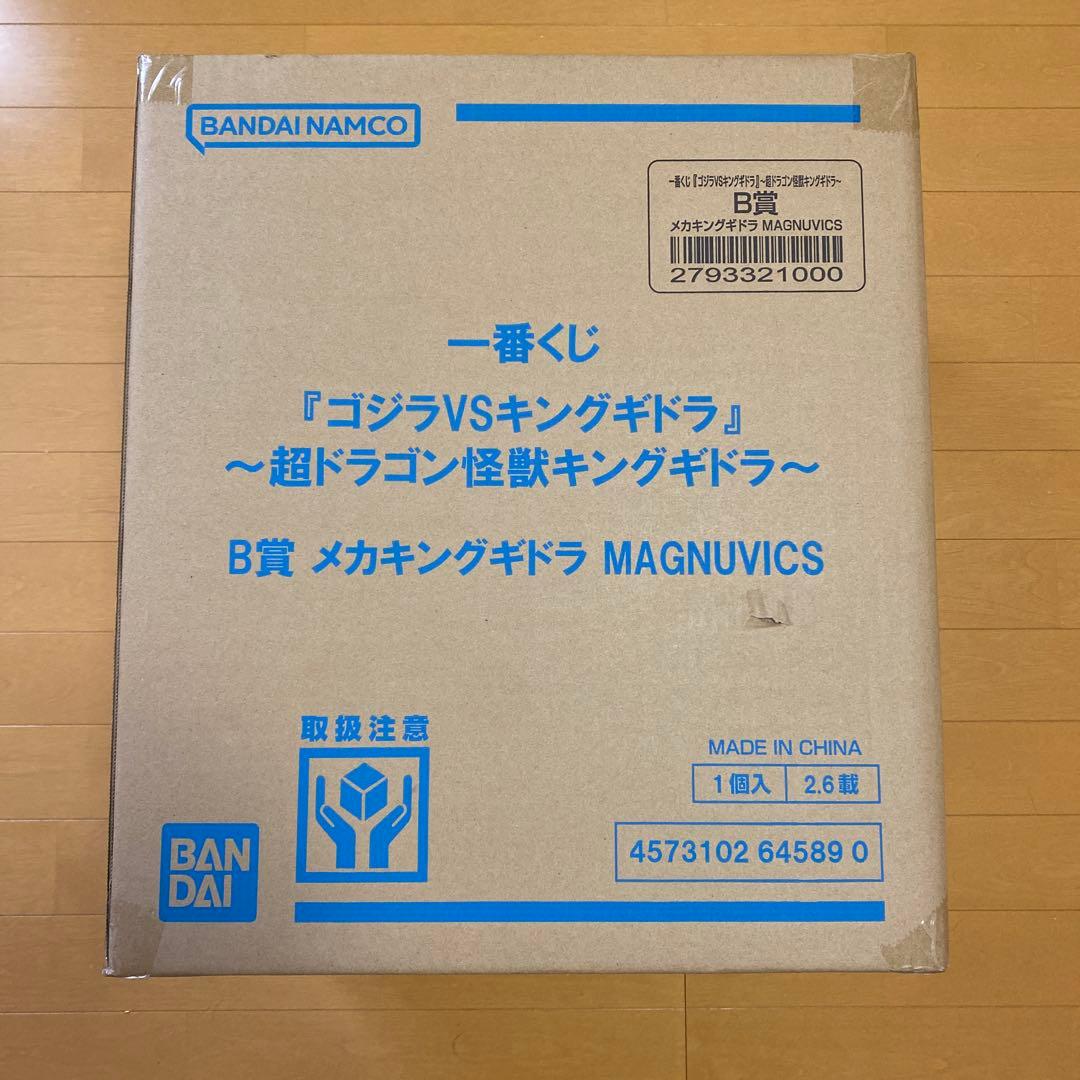 BANDAI NAMCO
一番くじ『ゴジラVSキングギドラ』～超ドラゴン怪獣キングギドラ～
B賞
メカキングギドラ MAGNUVICS
2793321000
一番くじ
『ゴジラVSキングギドラ』
～超ドラゴン怪獣キングギドラ～
B賞 メカキングギドラ MAGNUVICS
取扱注意
MADE IN CHINA
1個入 2.6載
4573102 64589 0
BAN
DAI